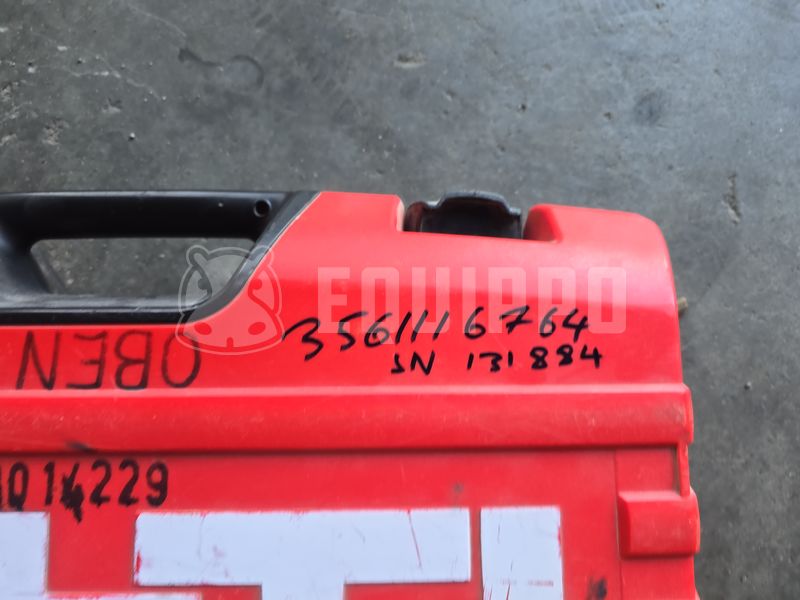 EQUIPPO
3561116764
SN 131884
OBEN
014229